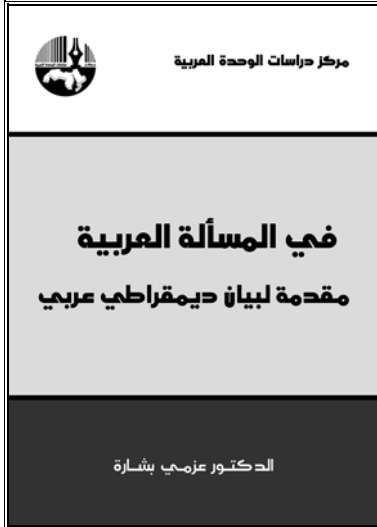 مركز دراسات الوحدة العربية
في المسألة العربية
مقدمة لبيان ديمقراطي عربي
الدكتور عزمي بشارة